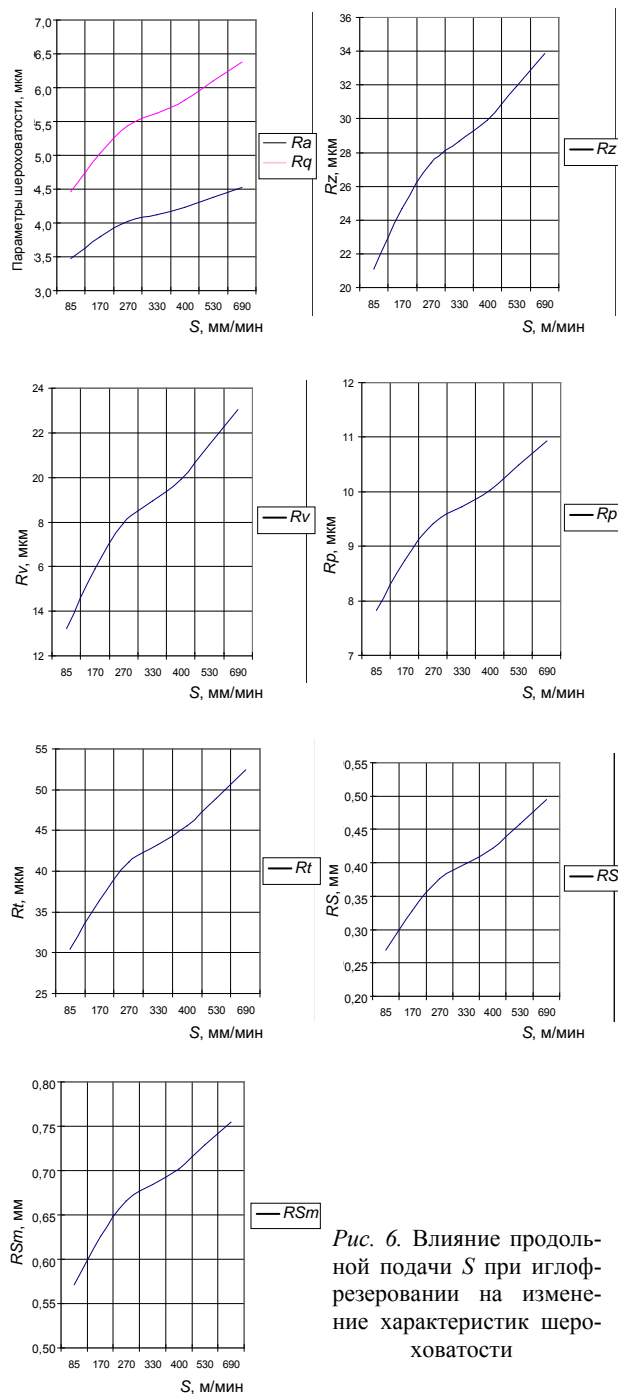 Параметры шероховатости, мкм
7,0
6,5
6,0
5,5
5,0
4,5
4,0
3,5
3,0
85 170 270 330 400 530 690
S, мм/мин
Ra
Rq
Rz, мкм
36
34
32
30
28
26
24
22
20
85 170 270 330 400 530 690
S, м/мин
Rz
Rv, мкм
24
22
20
8
6
14
12
85 170 270 330 400 530 690
S, мм/мин
Rv
Rp, мкм
12
11
10
9
8
7
85 170 270 330 400 530 690
S, м/мин
Rp
Rt, мкм
55
50
45
40
35
30
25
85 170 270 330 400 530 690
S, мм/мин
Rt
RS, мм
0,55
0,50
0,45
0,40
0,35
0,30
0,25
0,20
85 170 270 330 400 530 690
S, м/мин
RS
RSm, мм
0,80
0,75
0,70
0,65
0,60
0,55
0,50
85 170 270 330 400 530 690
S, м/мин
RSm
Рис. 6. Влияние продоль-
ной подачи S при иглоф-
резеровании на измене-
ние характеристик шеро-
ховатости